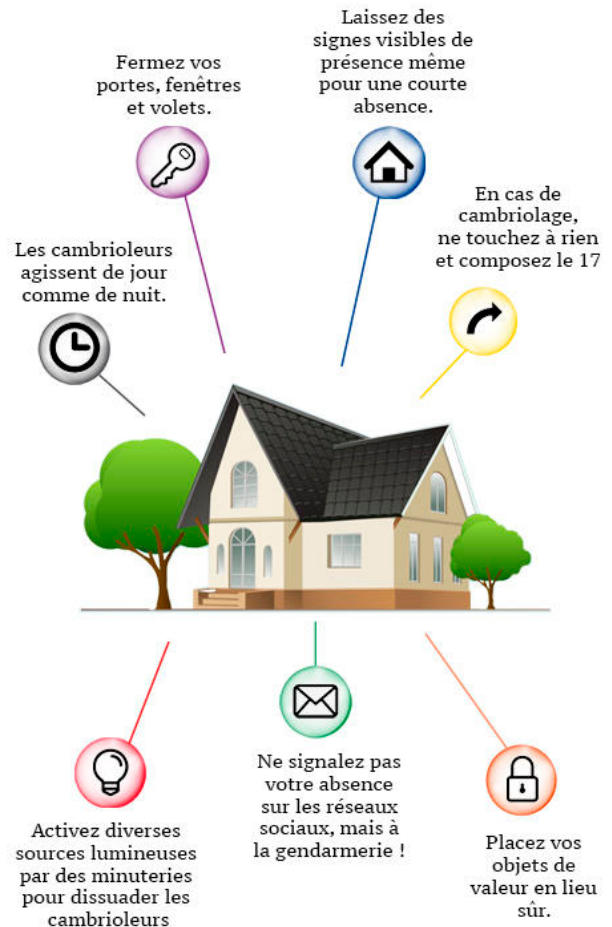 Laissez des
signes visibles de
présence même
pour une courte
absence.
Fermez vos
portes, fenêtres
et volets.
En cas de
cambriolage,
ne touchez à rien
et composez le 17
Les cambrioleurs
agissent de jour
comme de nuit.
Ne signalez pas
votre absence
sur les réseaux
sociaux, mais à
la gendarmerie !
Activez diverses
sources lumineuses
par des minuteries
pour dissuader les
cambrioleurs
Placez vos
objets de
valeur en lieu
sûr.